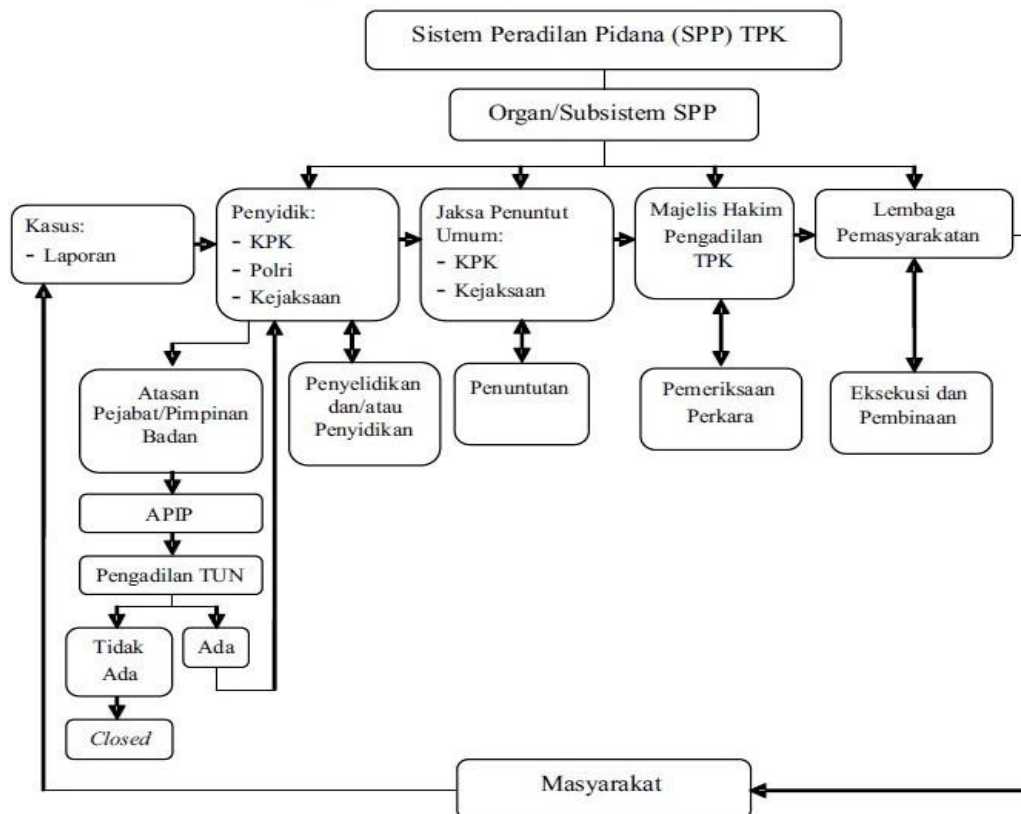 Sistem Peradilan Pidana (SPP) TPK
Organ/Subsistem SPP
Kasus:
- Laporan
Penyidik:
- KPK
- Polri
- Kejaksaan
Jaksa Penuntut
Umum:
- KPK
- Kejaksaan
Majelis Hakim
Pengadilan
TPK
Lembaga
Pemasyarakatan
Atasan
Pejabat/Pimpinan
Badan
Penyelidikan
dan/atau
Penyidikan
Penuntutan
Pemeriksaan
Perkara
Eksekusi dan
Pembinaan
APIP
Pengadilan TUN
Tidak
Ada
Ada
Closed
Masyarakat